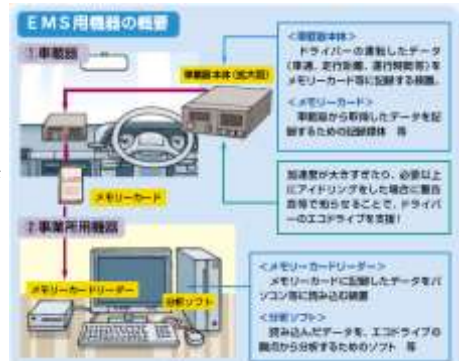 EMS用機器の概要
1.車載器
車載器本体(拡大図)
<車載器本体>
ドライバーの運転したデータ
(車速、走行距離、運行時間等)を
メモリーカード等に記録する機器。
<メモリーカード>
車載器から取得したデータを記
録するための記録媒体 等
メモリーカード
加速度が大きすぎたり、必要以上
にアイドリングをした場合に警告
音等で知らせることで、ドライバ
ーのエコドライブを支援!
2.事業所用機器
メモリーカードリーダー
分析ソフト
<メモリーカードリーダー>
メモリーカードに記録したデータをパ
ソコン等に読み込む装置
<分析ソフト>
読み込んだデータを、エコドライブの
観点から分析するためのソフト 等